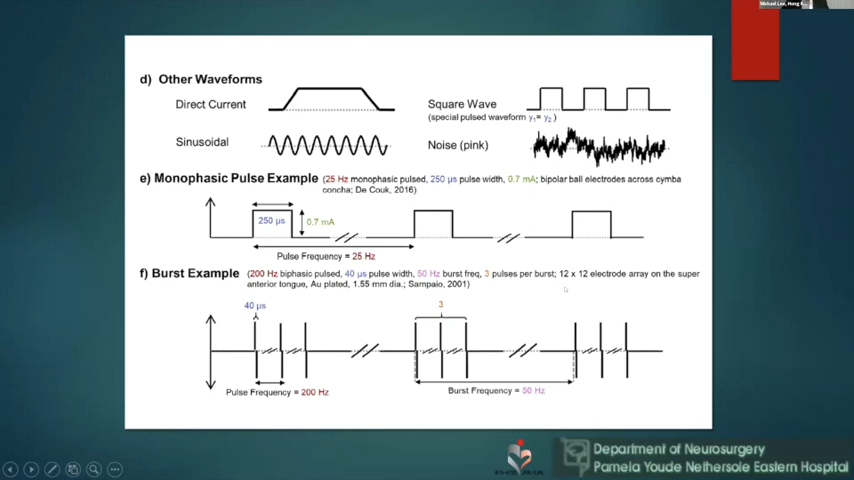 Michael Lee, Hong K...
d) Other Waveforms
Direct Current
Square Wave
(special pulsed waveform y₁= y₂ )
Sinusoidal
Noise (pink)
e) Monophasic Pulse Example (25 Hz monophasic pulsed, 250 µs pulse width, 0.7 mA; bipolar ball electrodes across cymba
concha; De Couk, 2016)
250 µs
0.7 mA
Pulse Frequency = 25 Hz
f) Burst Example (200 Hz biphasic pulsed, 40 µs pulse width, 50 Hz burst freq, 3 pulses per burst; 12 x 12 electrode array on the super
anterior tongue, Au plated, 1.55 mm dia.; Sampaio, 2001)
40 µs
3
Pulse Frequency = 200 Hz
Burst Frequency = 50 Hz
Department of Neurosurgery
Pamela Youde Nethersole Eastern Hospital